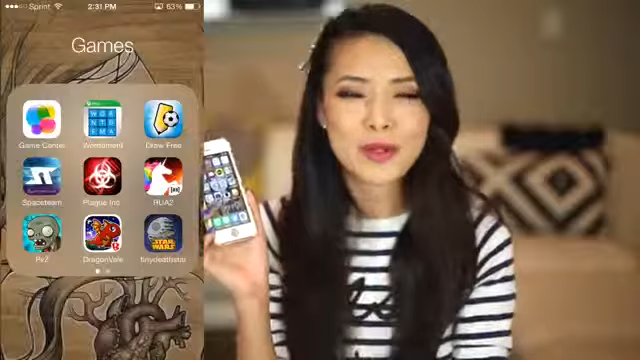 Sprint 2:31 PM 63%
Games
Game Center Wordament Draw Free
Spaceteam Plague Inc RUA2
PvZ DragonVale tinydeathstar
STAR WARS